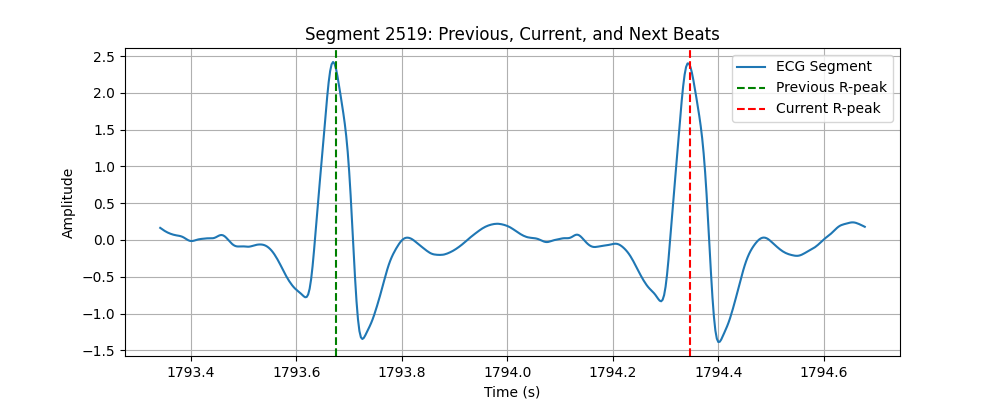 Segment 2519: Previous, Current, and Next Beats
ECG Segment
Previous R-peak
Current R-peak
Amplitude
2.5
2.0
1.5
1.0
0.5
0.0
−0.5
−1.0
−1.5
1793.4 1793.6 1793.8 1794.0 1794.2 1794.4 1794.6
Time (s)